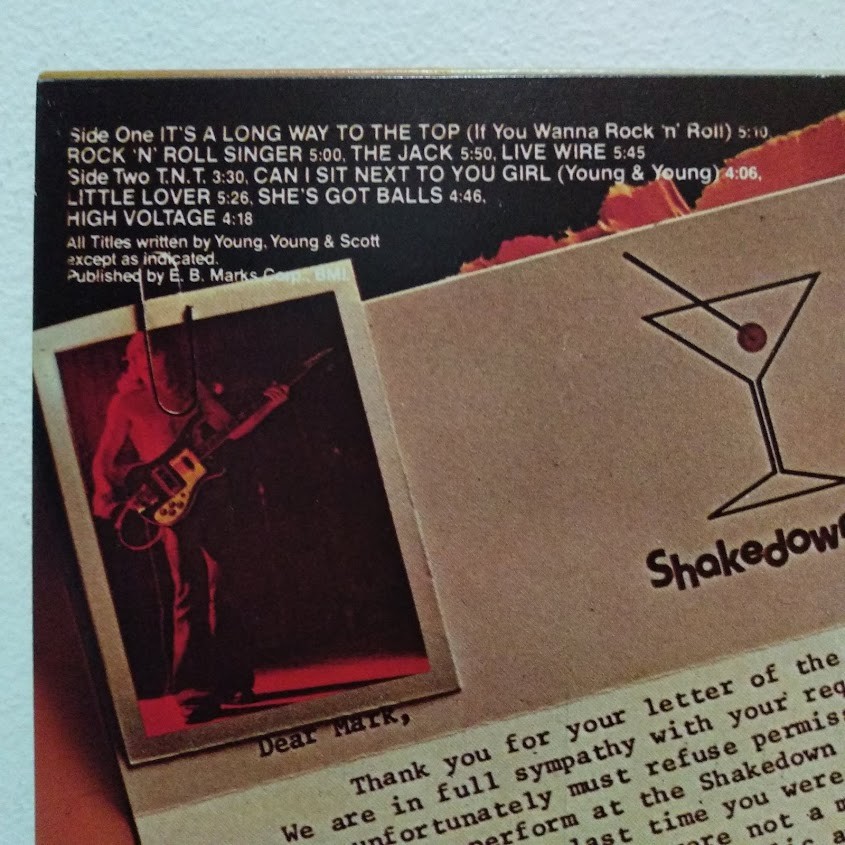 Side One IT'S A LONG WAY TO THE TOP (If You Wanna Rock 'n' Roll) 5:10,
ROCK 'N' ROLL SINGER 5:00, THE JACK 5:50, LIVE WIRE 5:45
Side Two T.N.T. 3:30, CAN I SIT NEXT TO YOU GIRL (Young & Young) 4:06,
LITTLE LOVER 5:26, SHE'S GOT BALLS 4:46,
HIGH VOLTAGE 4:18
All Titles written by Young, Young & Scott
except as indicated.
Published by E. B. Marks Corp., BMI.
Shakedow
Dear Mark,
Thank you for your letter of the
We are in full sympathy with your req
unfortunately must refuse permis
perform at the Shakedown
last time you were
were not a